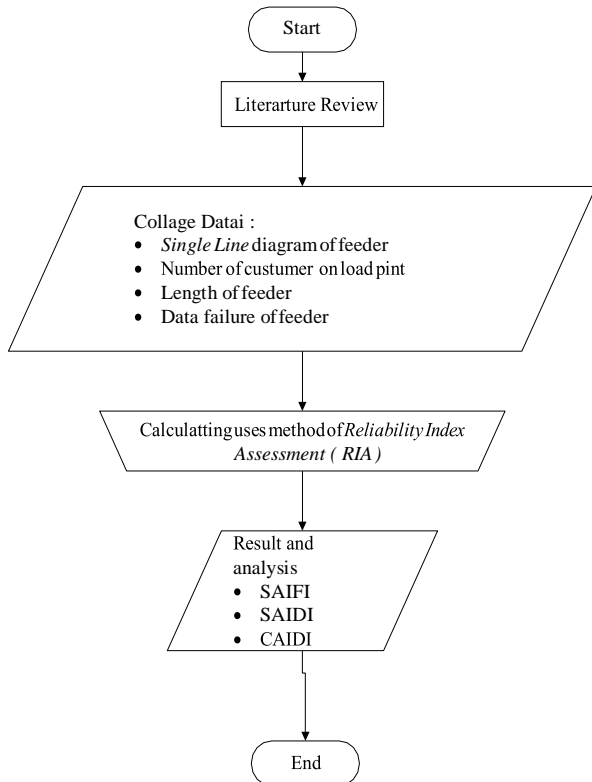 Start
Literarture Review
Collage Datai :
• Single Line diagram of feeder
• Number of custumer on load pint
• Length of feeder
• Data failure of feeder
Calculatting uses method of Reliability Index
Assessment ( RIA )
Result and
analysis
• SAIFI
• SAIDI
• CAIDI
End